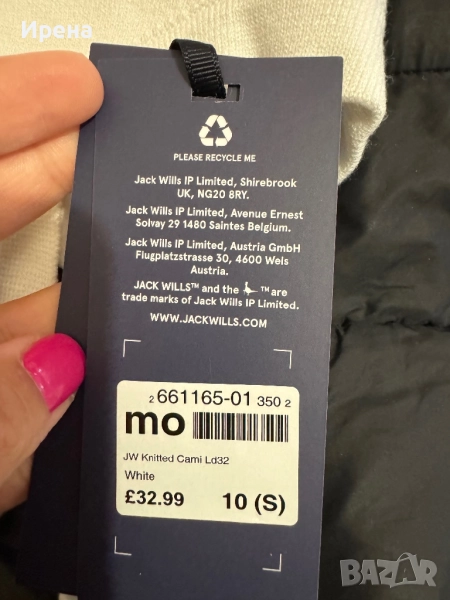 Ирена
PLEASE RECYCLE ME
Jack Wills IP Limited, Shirebrook
UK, NG20 8RY.
Jack Wills IP Limited, Avenue Ernest
Solvay 29 1480 Saintes Belgium.
Jack Wills IP Limited, Austria GmbH
Flugplatzstrasse 30, 4600 Wels
Austria.
JACK WILLS™ and the ™ are
trade marks of Jack Wills IP Limited.
WWW.JACKWILLS.COM
2 661165-01 350 2
mo
JW Knitted Cami Ld32
White
£32.99 10 (S)
BAZAR